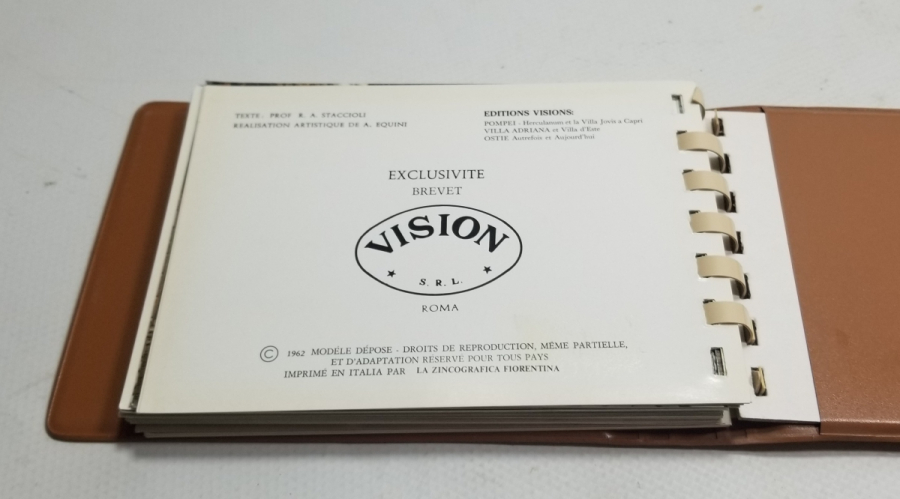 TEXTE: PROF R. A. STACCIOLI
REALISATION ARTISTIQUE DE A. EQUINI
EDITIONS VISIONS:
POMPEI - Herculanum et la Villa Jovis a Capri
VILLA ADRIANA et Villa d'Este
OSTIE Autrefois et Aujourd'hui
EXCLUSIVITE
BREVET
VISION
S. R. L.
ROMA
© 1962 MODÈLE DÉPOSE - DROITS DE REPRODUCTION, MÊME PARTIELLE,
ET D'ADAPTATION RÉSERVE POUR TOUS PAYS
IMPRIMÉ EN ITALIA PAR LA ZINCOGRAFICA FIORENTINA